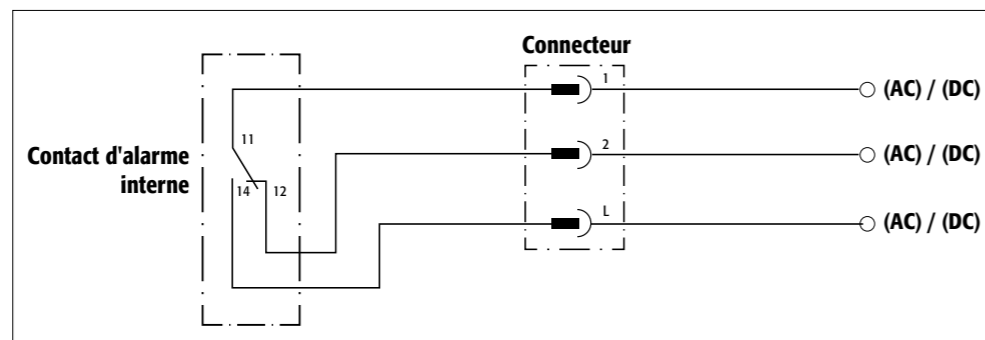 Connecteur
1
(AC) / (DC)
11
Contact d'alarme
interne
2
(AC) / (DC)
14
12
L
(AC) / (DC)